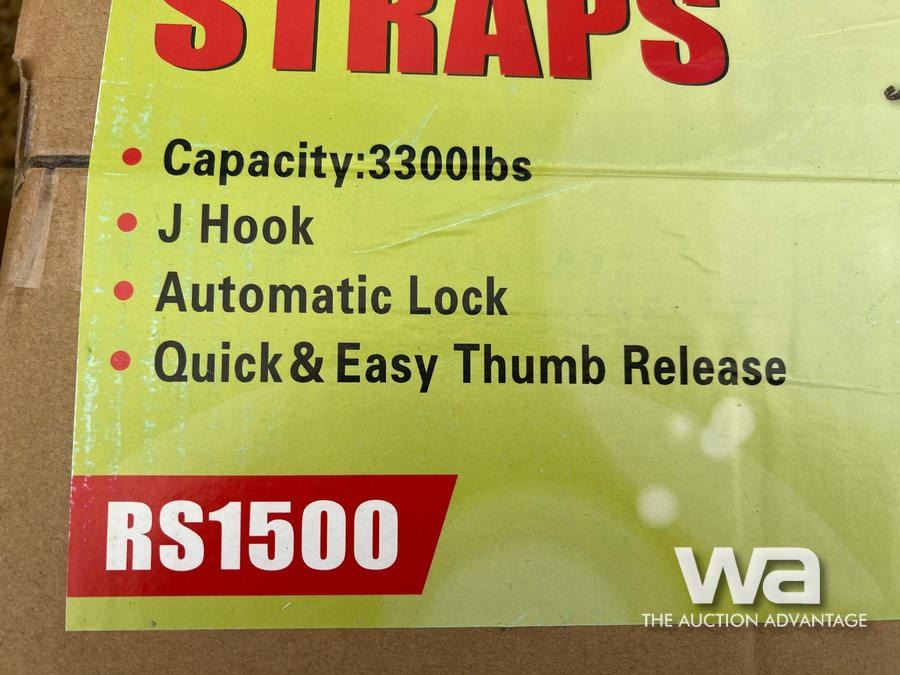 STRAPS
• Capacity:3300lbs
• J Hook
• Automatic Lock
• Quick & Easy Thumb Release
RS1500
wa
THE AUCTION ADVANTAGE